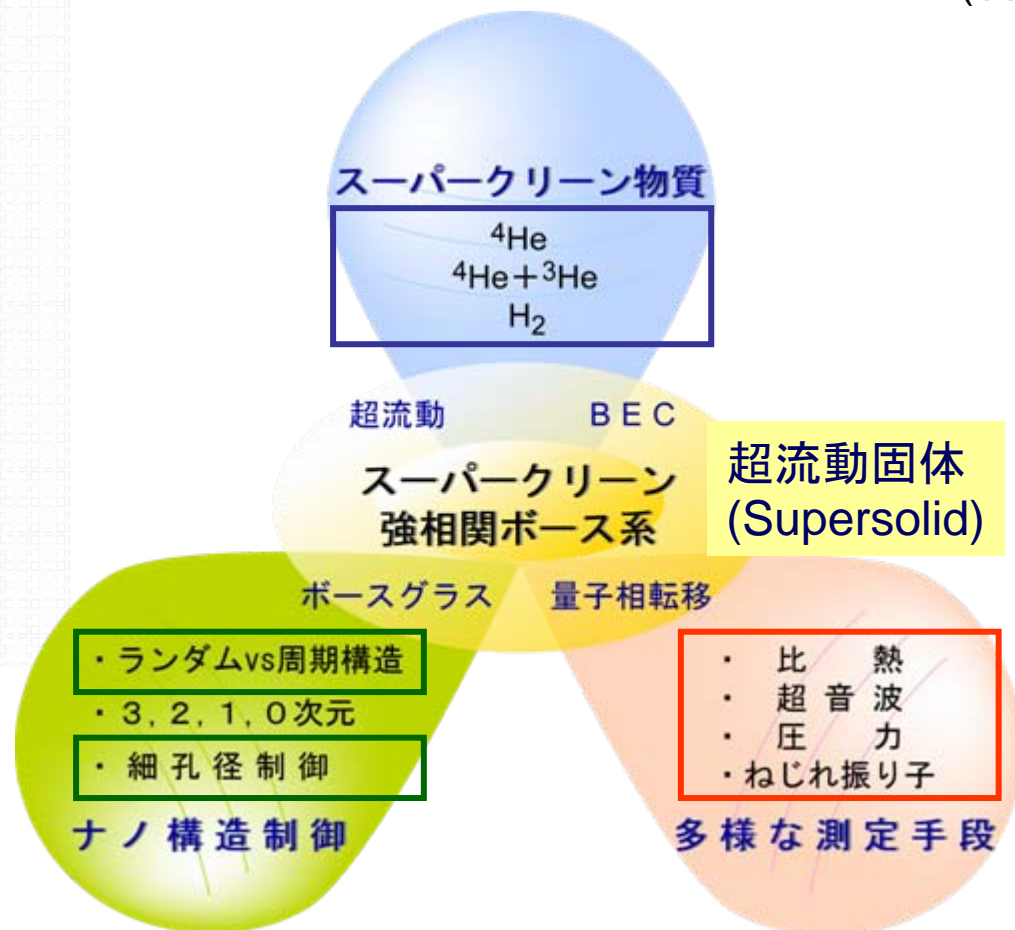 スーパークリーン物質
⁴He
⁴He＋³He
H₂
超流動 BEC
スーパークリーン
強相関ボース系
超流動固体
(Supersolid)
ボースグラス 量子相転移
・ランダムvs周期構造
・３,２,１,０次元
・細孔径制御
ナノ構造制御
・ 比 熱
・ 超音波
・ 圧 力
・ねじれ振り子
多様な測定手段